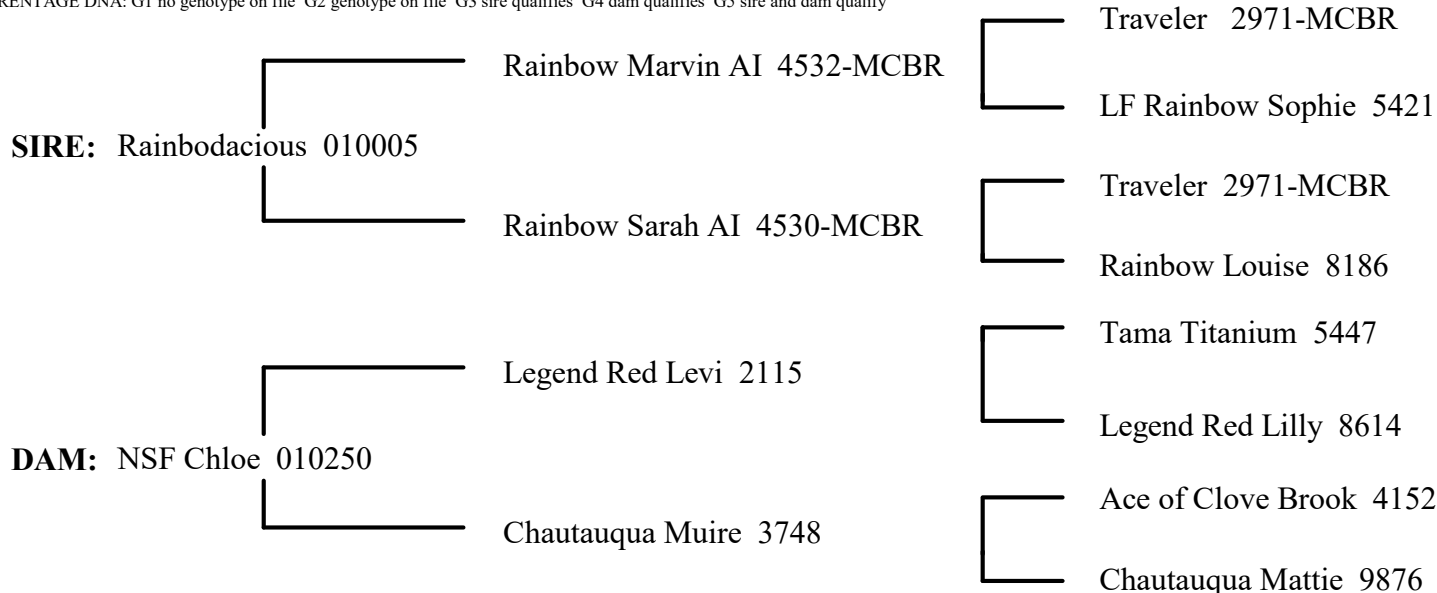 RENTAGE DNA: G1 no genotype on file G2 genotype on file G3 sire qualifies G4 dam qualifies G5 sire and dam qualify
Traveler 2971-MCBR
Rainbow Marvin AI 4532-MCBR
LF Rainbow Sophie 5421
SIRE: Rainbodacious 010005
Traveler 2971-MCBR
Rainbow Sarah AI 4530-MCBR
Rainbow Louise 8186
Tama Titanium 5447
Legend Red Levi 2115
Legend Red Lilly 8614
DAM: NSF Chloe 010250
Ace of Clove Brook 4152
Chautauqua Muire 3748
Chautauqua Mattie 9876